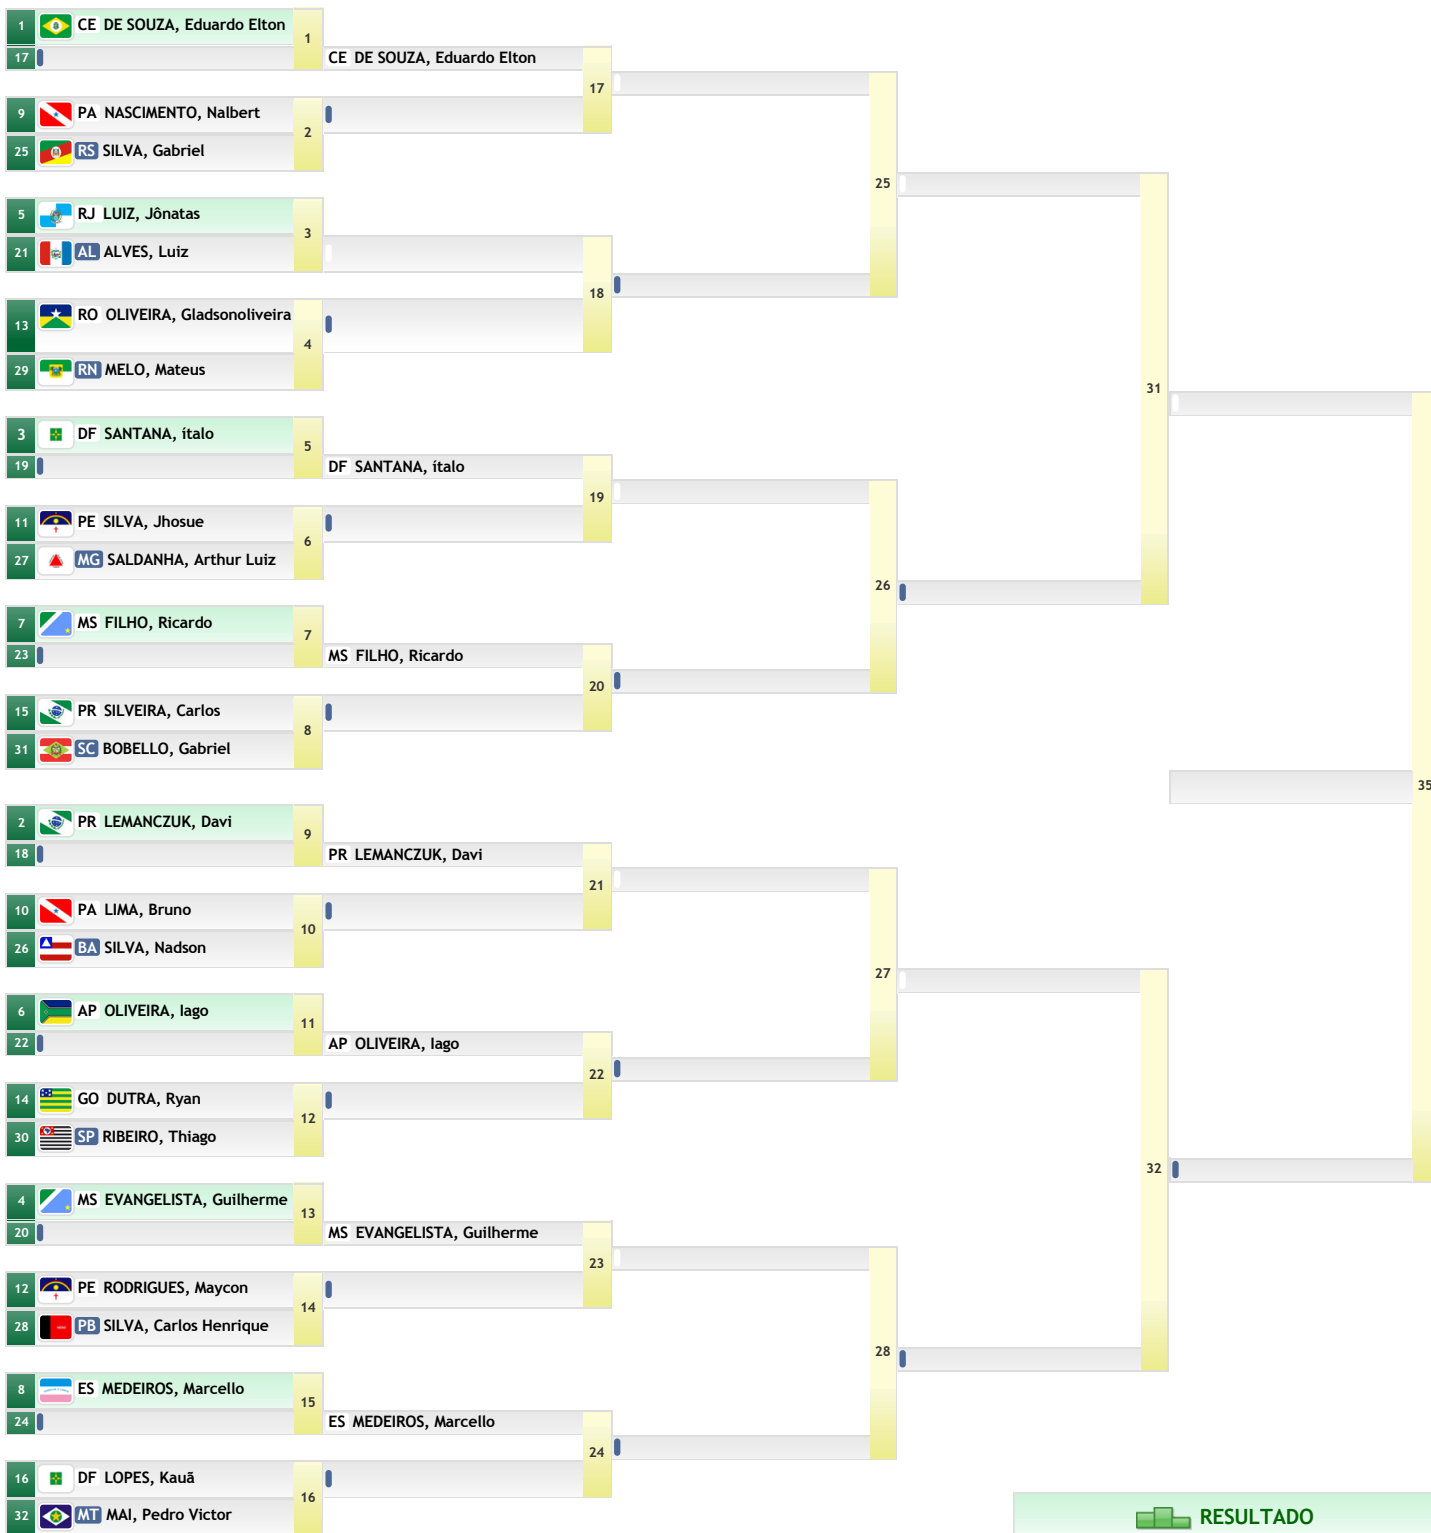 1 CE DE SOUZA, Eduardo Elton
1
17
CE DE SOUZA, Eduardo Elton
17
9 PA NASCIMENTO, Nalbert
2
25 RS SILVA, Gabriel
25
5 RJ LUIZ, Jônatas
3
21 AL ALVES, Luiz
18
13 RO OLIVEIRA, Gladsonoliveira
4
29 RN MELO, Mateus
31
3 DF SANTANA, ítalo
5
19
DF SANTANA, ítalo
19
11 PE SILVA, Jhosue
6
27 MG SALDANHA, Arthur Luiz
26
7 MS FILHO, Ricardo
7
23
MS FILHO, Ricardo
20
15 PR SILVEIRA, Carlos
8
31 SC BOBELLO, Gabriel
35
2 PR LEMANCZUK, Davi
9
18
PR LEMANCZUK, Davi
21
10 PA LIMA, Bruno
10
26 BA SILVA, Nadson
27
6 AP OLIVEIRA, Iago
11
22
AP OLIVEIRA, Iago
22
14 GO DUTRA, Ryan
12
30 SP RIBEIRO, Thiago
32
4 MS EVANGELISTA, Guilherme
13
20
MS EVANGELISTA, Guilherme
23
12 PE RODRIGUES, Maycon
14
28 PB SILVA, Carlos Henrique
28
8 ES MEDEIROS, Marcello
15
24
ES MEDEIROS, Marcello
24
16 DF LOPES, Kauã
16
32 MT MAI, Pedro Victor
RESULTADO